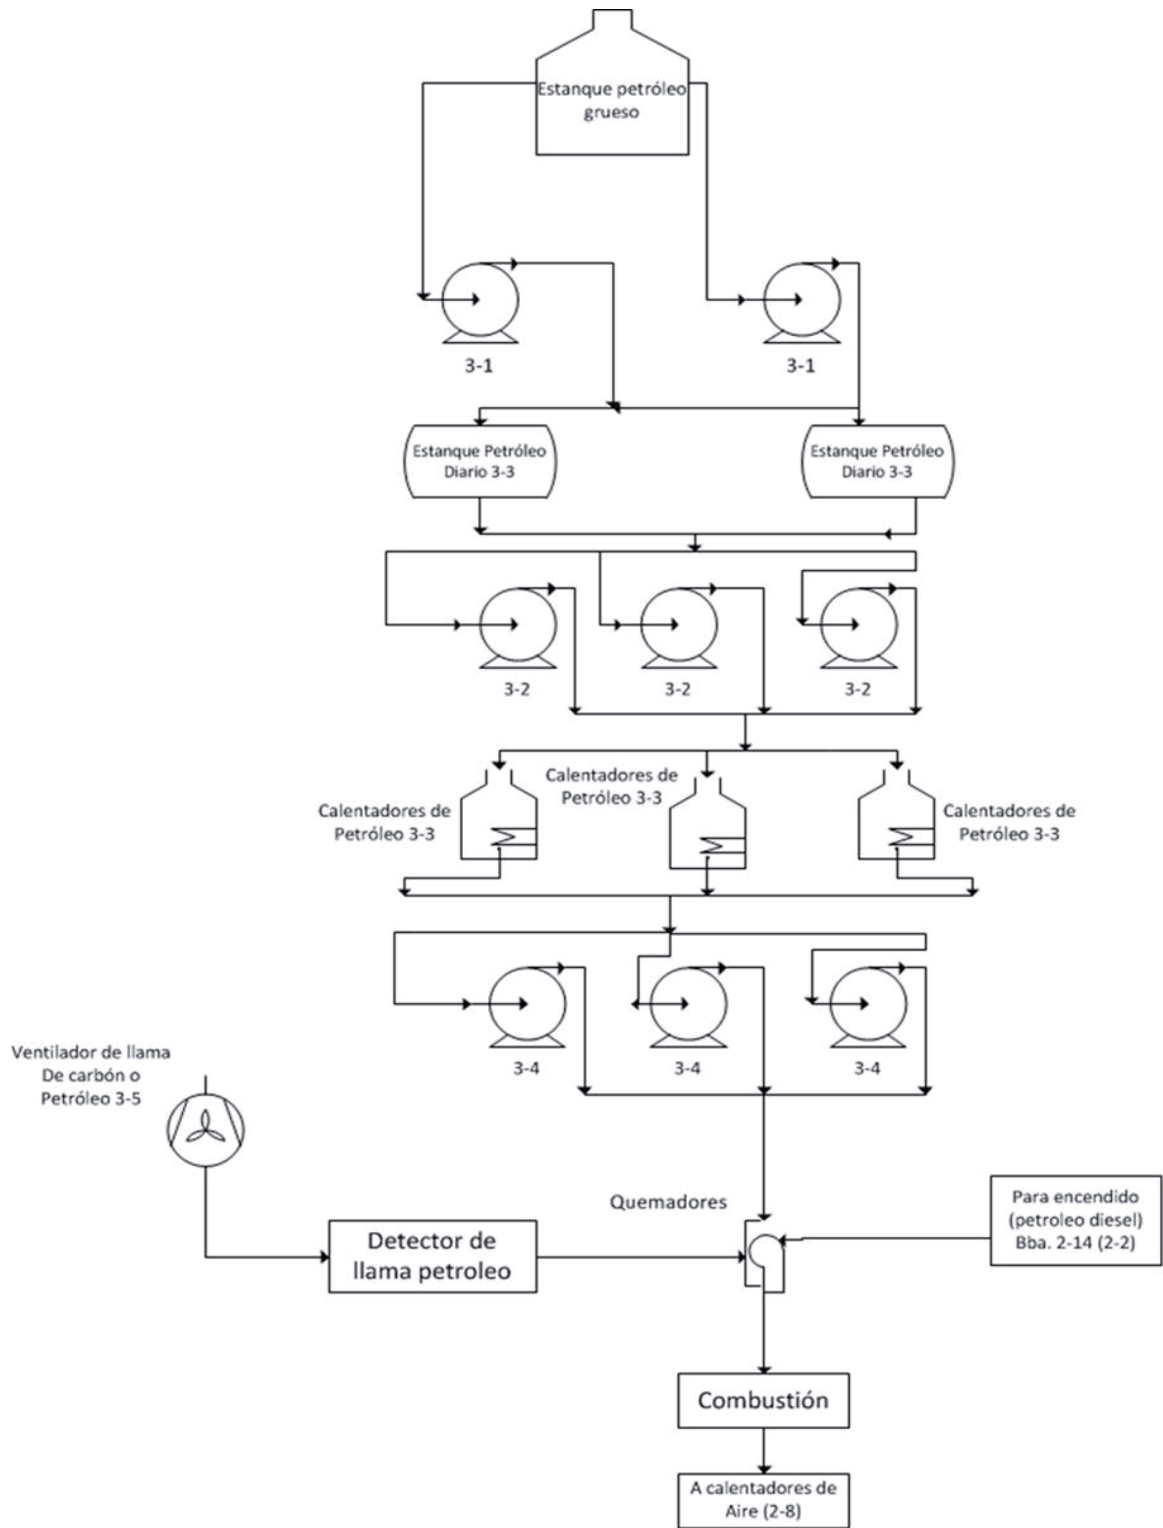 Estanque petróleo
grueso
3-1
3-1
Estanque Petróleo
Diario 3-3
Estanque Petróleo
Diario 3-3
3-2
3-2
3-2
Calentadores de
Petróleo 3-3
Calentadores de
Petróleo 3-3
Calentadores de
Petróleo 3-3
3-4
3-4
3-4
Ventilador de llama
De carbón o
Petróleo 3-5
Quemadores
Para encendido
(petroleo diesel)
Bba. 2-14 (2-2)
Detector de
llama petroleo
Combustión
A calentadores de
Aire (2-8)